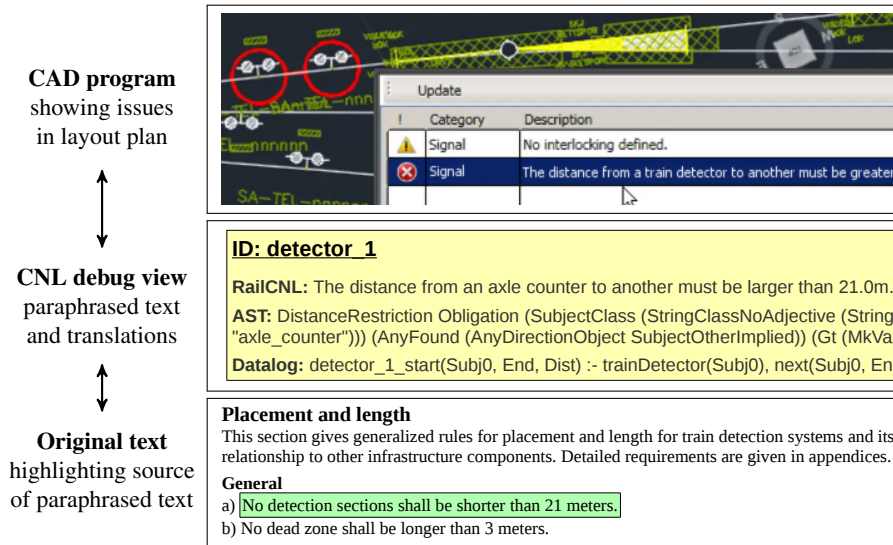 CAD program
showing issues
in layout plan
Update
! Category Description
Signal No interlocking defined.
Signal The distance from a train detector to another must be greater
SA-TEL-nnnnn
CNL debug view
paraphrased text
and translations
ID: detector_1
RailCNL: The distance from an axle counter to another must be larger than 21.0m.
AST: DistanceRestriction Obligation (SubjectClass (StringClassNoAdjective (String
"axle_counter"))) (AnyFound (AnyDirectionObject SubjectOtherImplied)) (Gt (MkVa
Datalog: detector_1_start(Subj0, End, Dist) :- trainDetector(Subj0), next(Subj0, En
Original text
highlighting source
of paraphrased text
Placement and length
This section gives generalized rules for placement and length for train detection systems and its
relationship to other infrastructure components. Detailed requirements are given in appendices.
General
a) No detection sections shall be shorter than 21 meters.
b) No dead zone shall be longer than 3 meters.